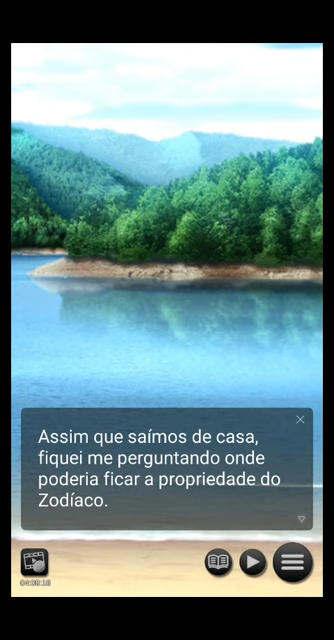 Assim que saímos de casa,
fiquei me perguntando onde
poderia ficar a propriedade do
Zodíaco.